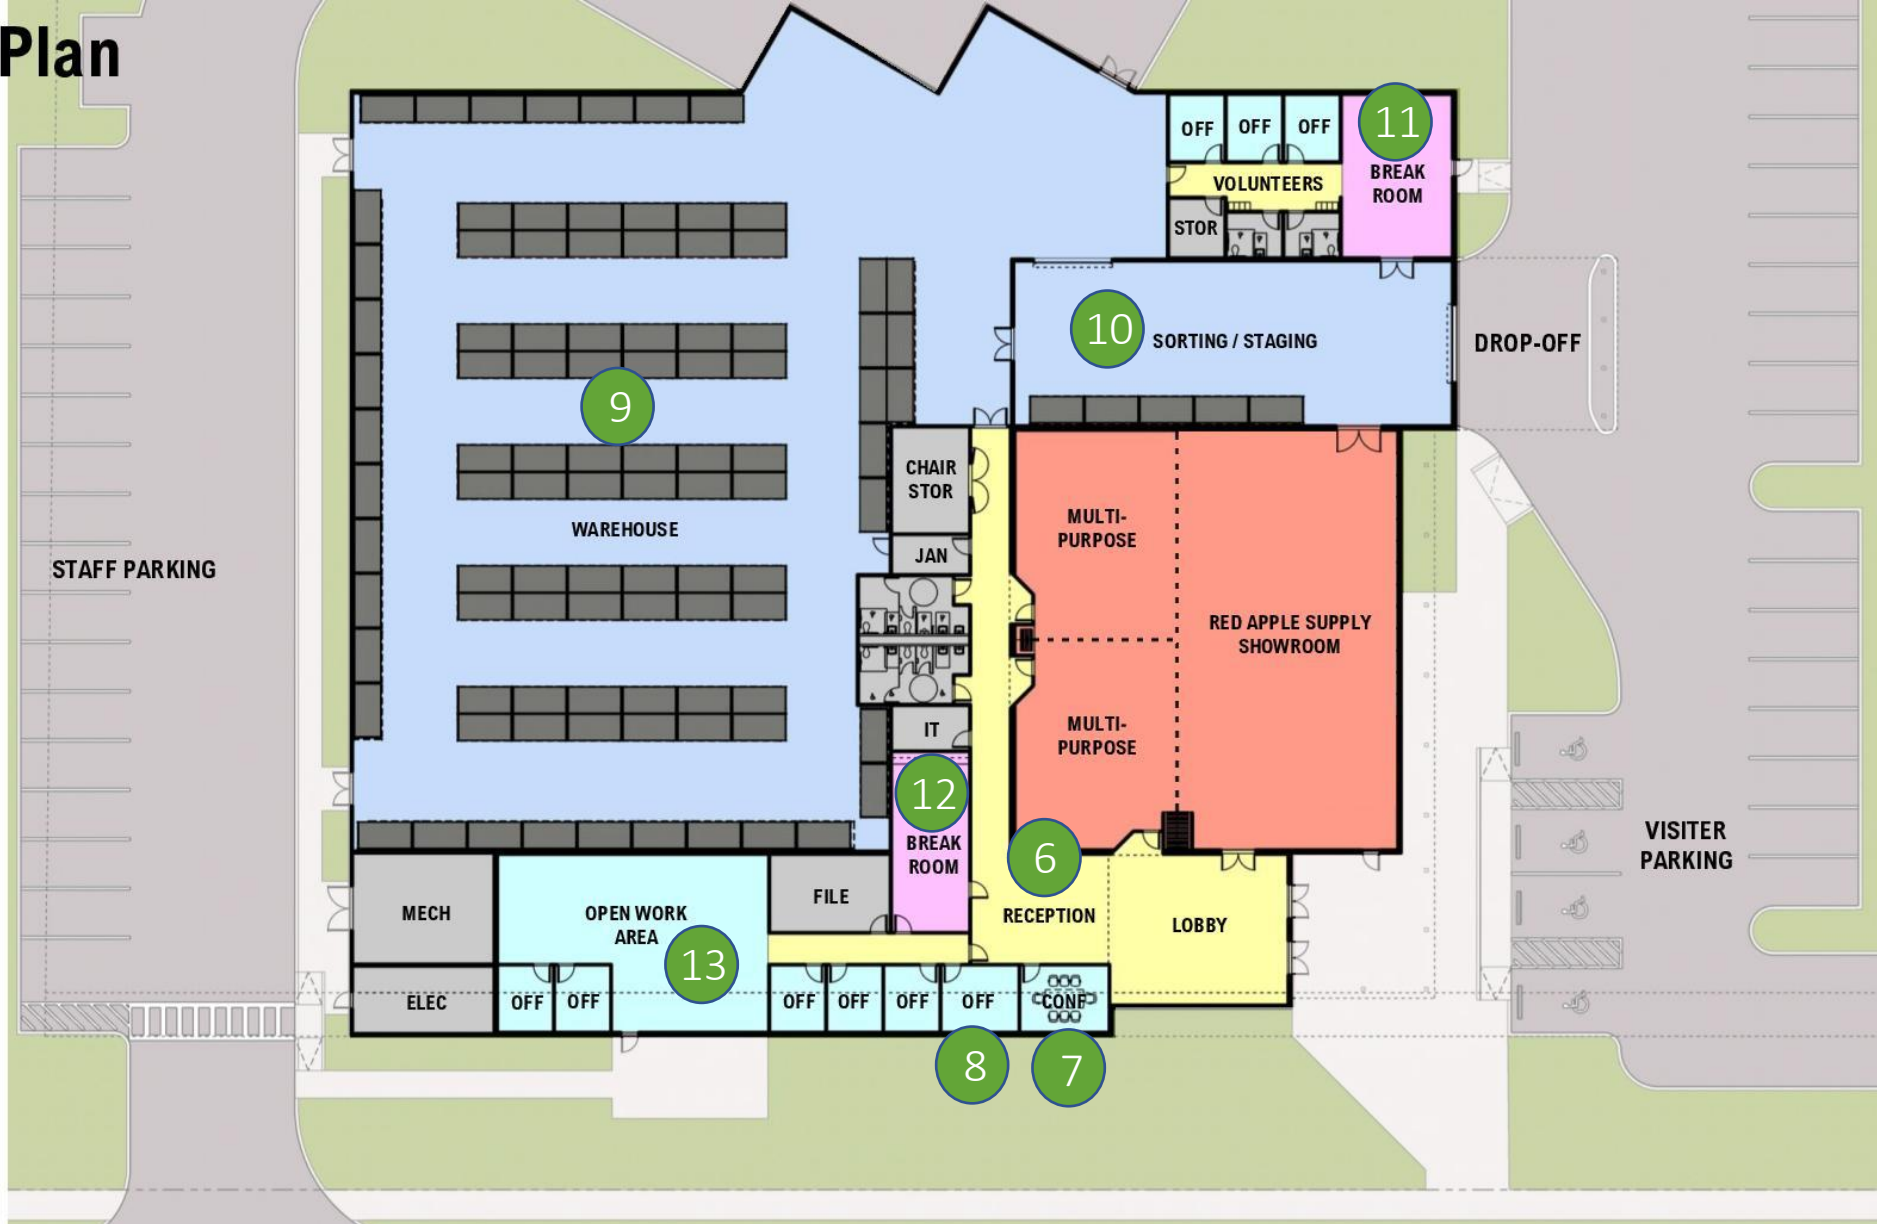 Plan
OFF
OFF
OFF
11
BREAK
ROOM
VOLUNTEERS
STOR
10
SORTING / STAGING
DROP-OFF
9
WAREHOUSE
STAFF PARKING
CHAIR
STOR
JAN
MULTI-
PURPOSE
RED APPLE SUPPLY
SHOWROOM
IT
MULTI-
PURPOSE
12
BREAK
ROOM
6
RECEPTION
LOBBY
VISITER
PARKING
MECH
OPEN WORK
AREA
FILE
13
ELEC
OFF
OFF
OFF
OFF
OFF
OFF
CONF
8
7